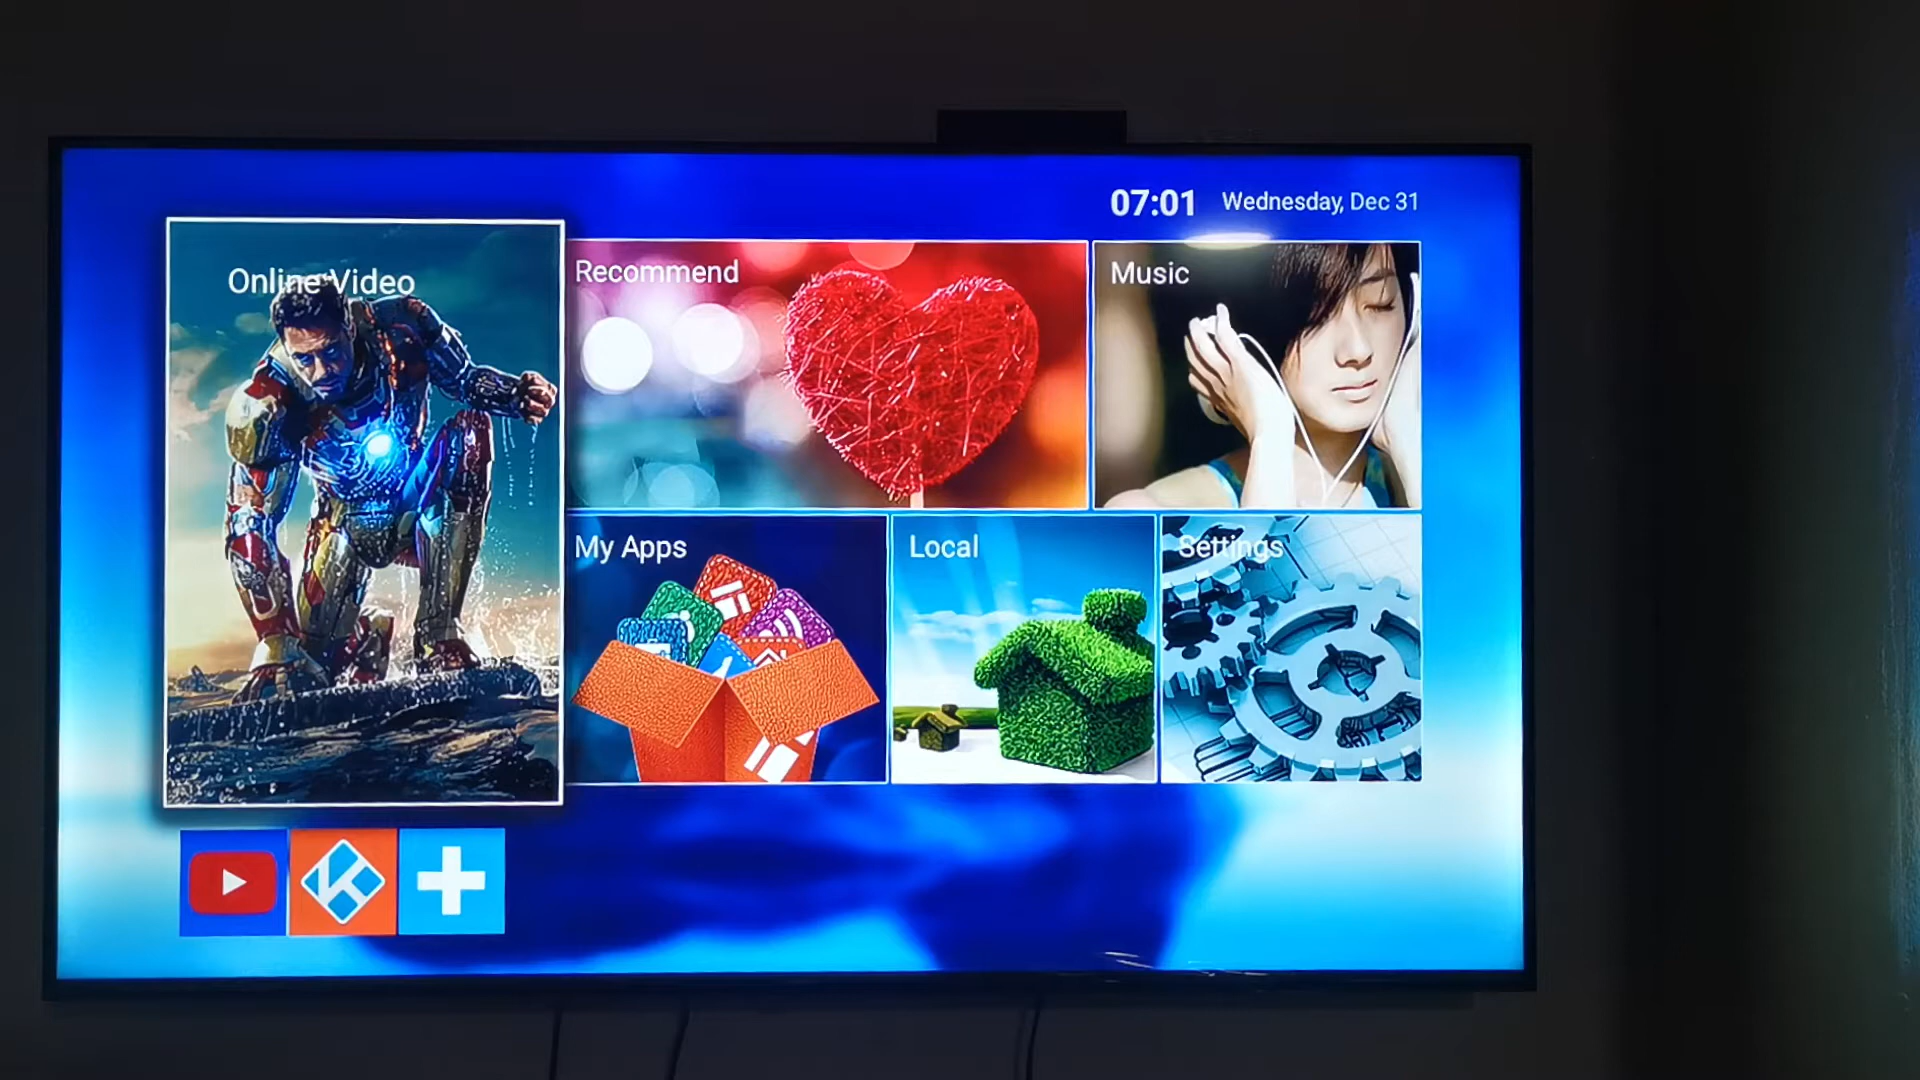 07:01 Wednesday, Dec 31
Online Video
Recommend
Music
My Apps
Local
Settings